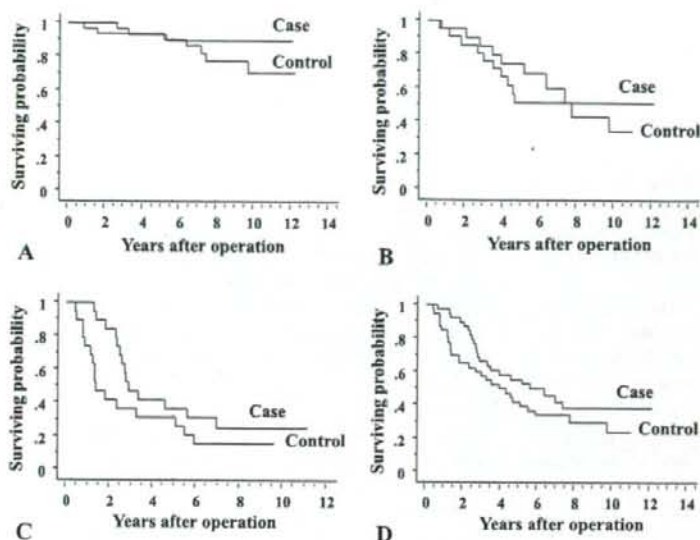 Surviving probability
1
.8
.6
.4
.2
0
Case
Control
0 2 4 6 8 10 12 14
Years after operation
A
Surviving probability
1
.8
.6
.4
.2
0
Case
Control
0 2 4 6 8 10 12 14
Years after operation
B
Surviving probability
1
.8
.6
.4
.2
0
Case
Control
0 2 4 6 8 10 12
Years after operation
C
Surviving probability
1
.8
.6
.4
.2
0
Case
Control
0 2 4 6 8 10 12 14
Years after operation
D